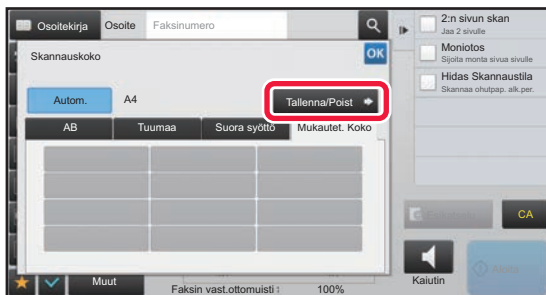 Osoitekirja
Osoite
Faksinumero
Skannauskoko
OK
Autom.
A4
Tallenna/Poist
AB
Tuumaa
Suora syöttö
Mukautet. Koko
Muut
Faksin vast.ottomuisti :
100%
2:n sivun skan
Jaa 2 sivulle
Moniotos
Sijoita monta sivua sivulle
Hidas Skannaustila
Skannaa ohutpap. alk.per.
CA
Kaiutin